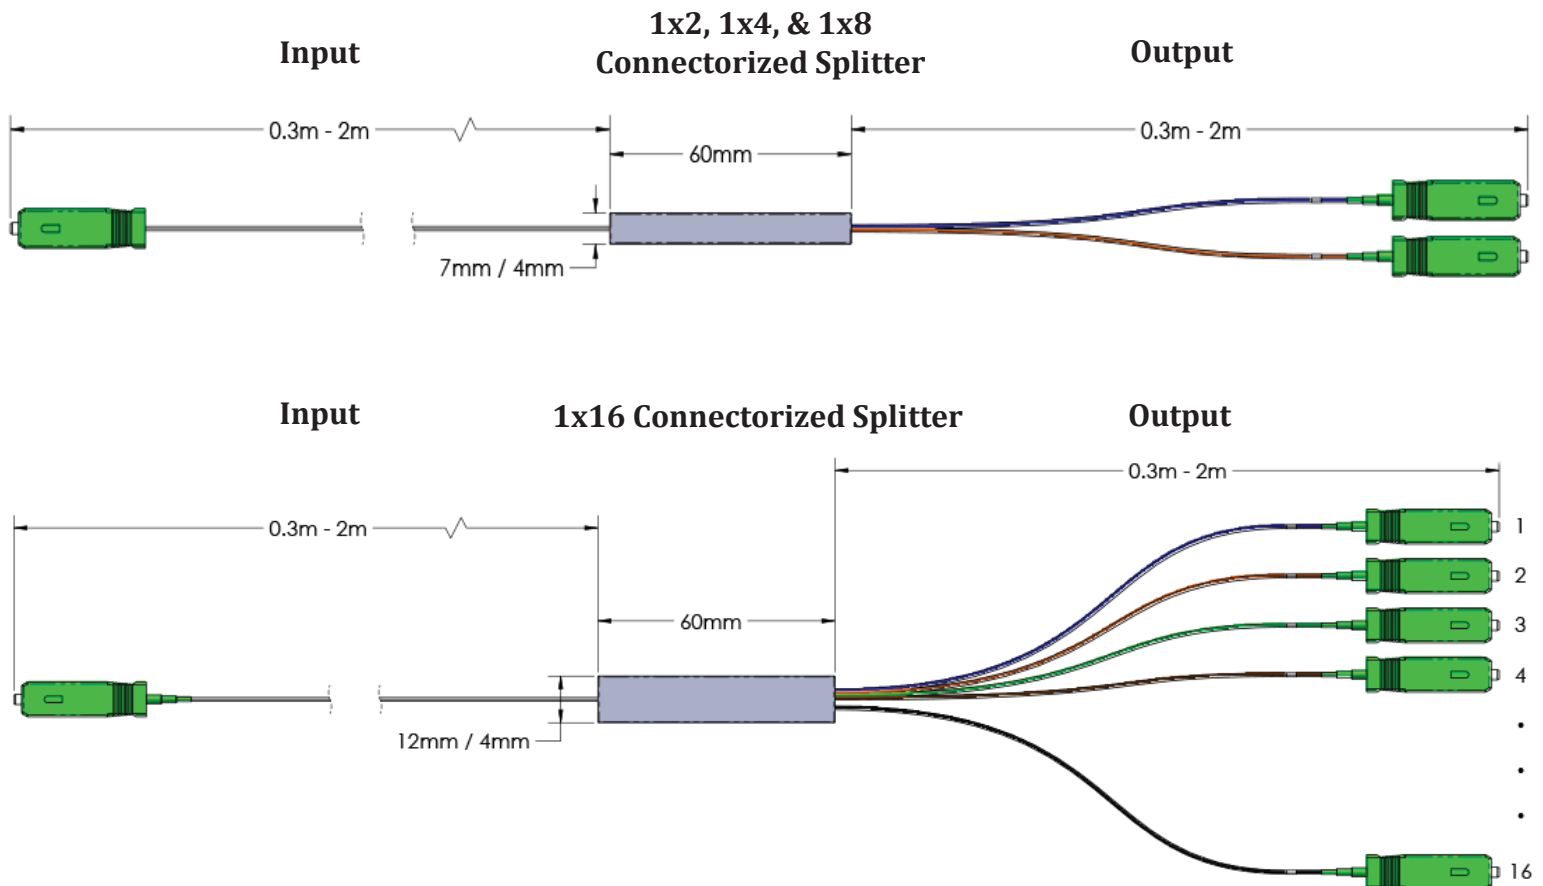 Input
1x2, 1x4, & 1x8
Connectorized Splitter
Output
0.3m - 2m
0.3m - 2m
60mm
7mm / 4mm
Input
1x16 Connectorized Splitter
Output
0.3m - 2m
0.3m - 2m
1
2
60mm
3
4
12mm / 4mm
16